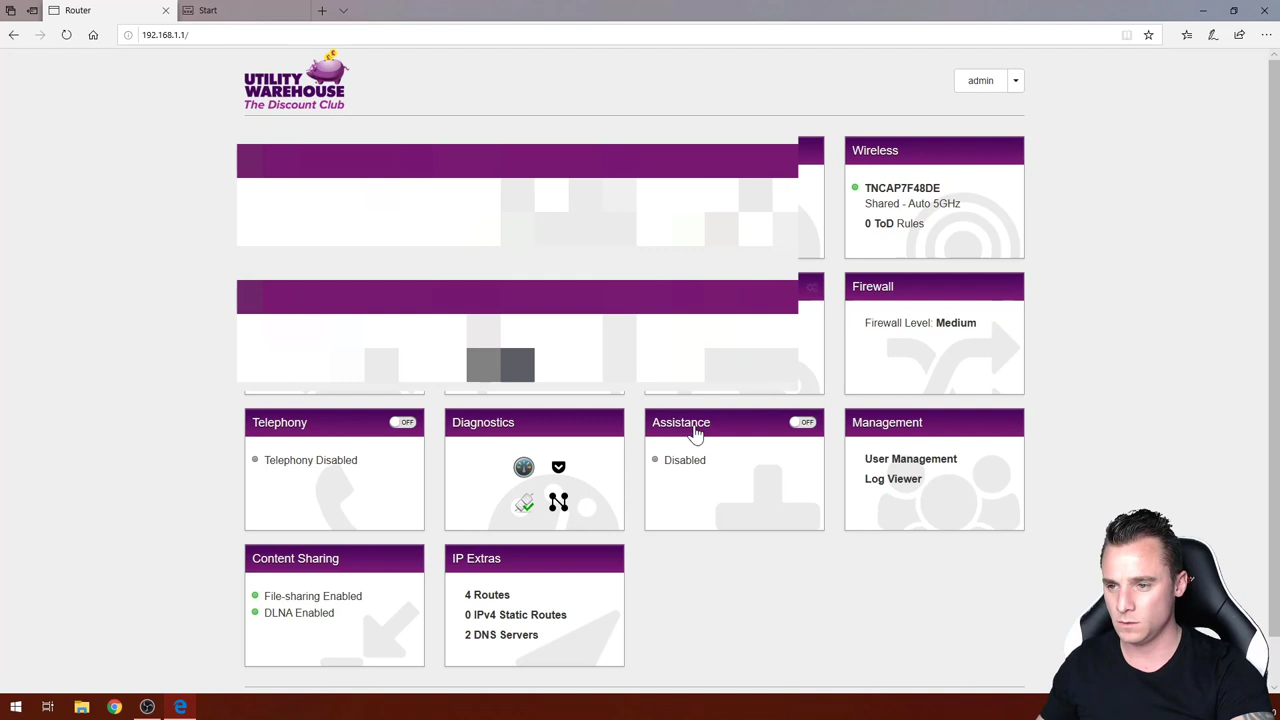 Router
Start
192.168.1.1/
UTILITY
WAREHOUSE
The Discount Club
admin
Wireless
TNCAP7F48DE
Shared - Auto 5GHz
0 ToD Rules
Firewall
Firewall Level: Medium
Telephony
OFF
Telephony Disabled
Diagnostics
Assistance
OFF
Disabled
Management
User Management
Log Viewer
Content Sharing
File-sharing Enabled
DLNA Enabled
IP Extras
4 Routes
0 IPv4 Static Routes
2 DNS Servers